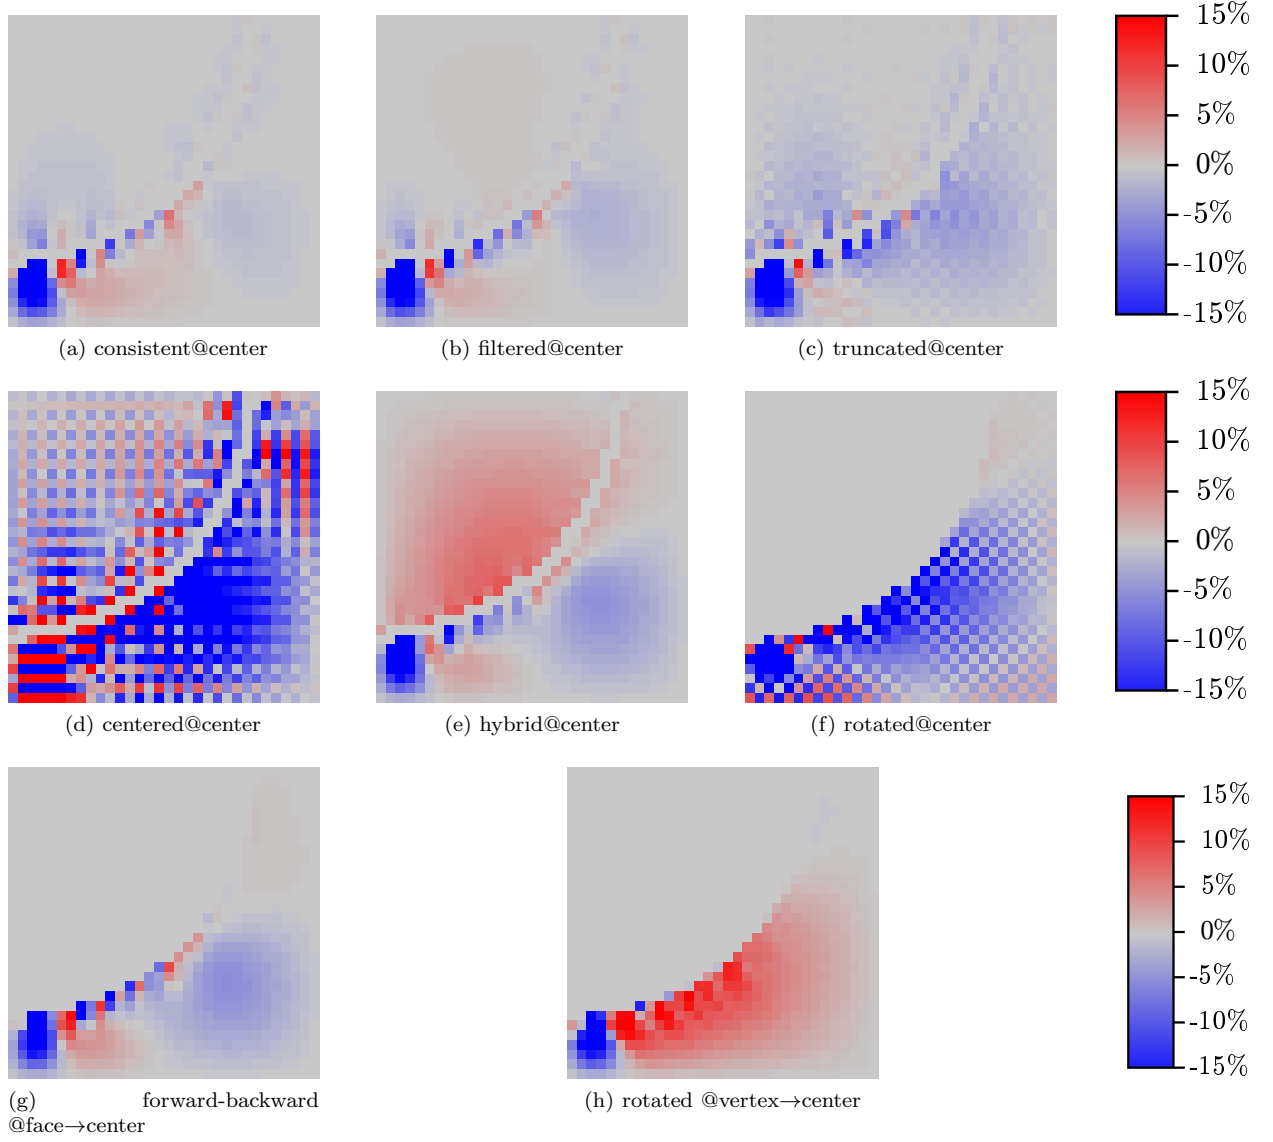 15%
10%
5%
0%
-5%
-10%
-15%
(a) consistent@center
(b) filtered@center
(c) truncated@center
15%
10%
5%
0%
-5%
-10%
-15%
(d) centered@center
(e) hybrid@center
(f) rotated@center
15%
10%
5%
0%
-5%
-10%
-15%
(g) forward-backward
@face→center
(h) rotated @vertex→center